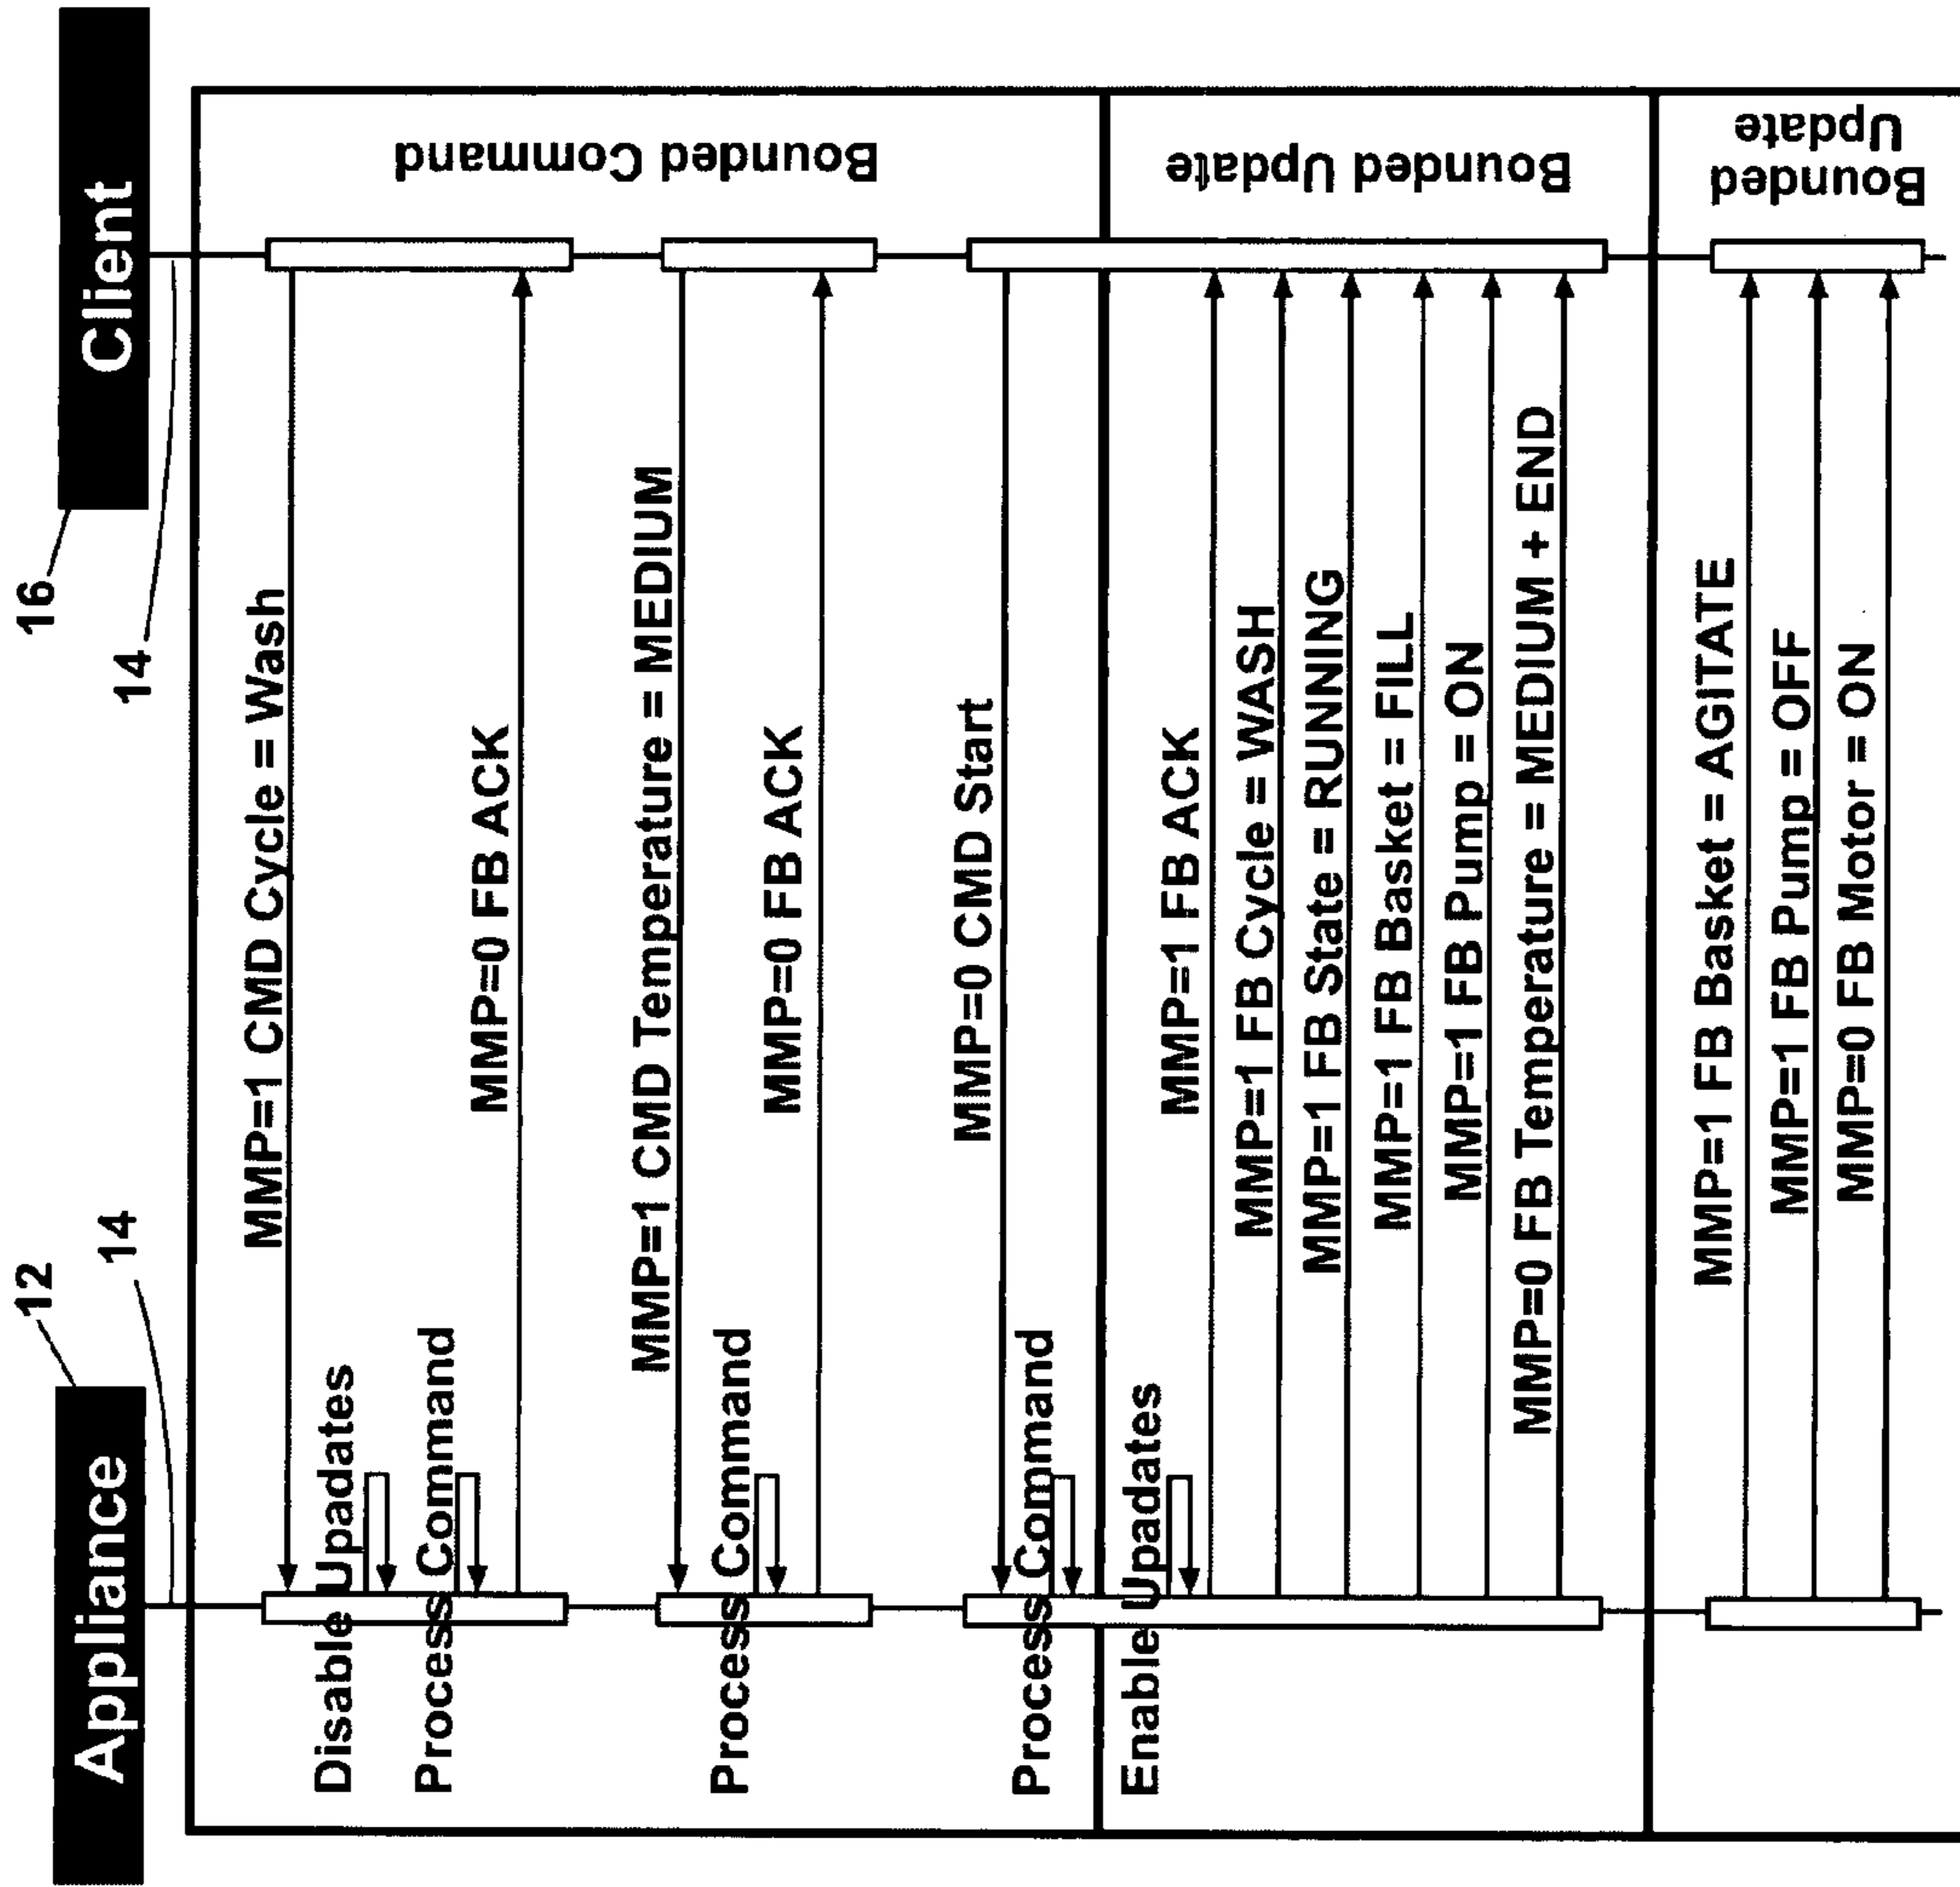 12
14
16
14
Appliance
Client
MMP=1 CMD Cycle = Wash
Disable Upadates
Process Command
MMP=0 FB ACK
MMP=1 CMD Temperature = MEDIUM
Process Command
MMP=0 FB ACK
MMP=0 CMD Start
Process Command
Bounded Command
Enable Upadates
MMP=1 FB ACK
MMP=1 FB Cycle = WASH
MMP=1 FB State = RUNNING
MMP=1 FB Basket = FILL
MMP=1 FB Pump = ON
MMP=0 FB Temperature = MEDIUM + END
Bounded Update
MMP=1 FB Basket = AGITATE
MMP=1 FB Pump = OFF
MMP=0 FB Motor = ON
Bounded
Update